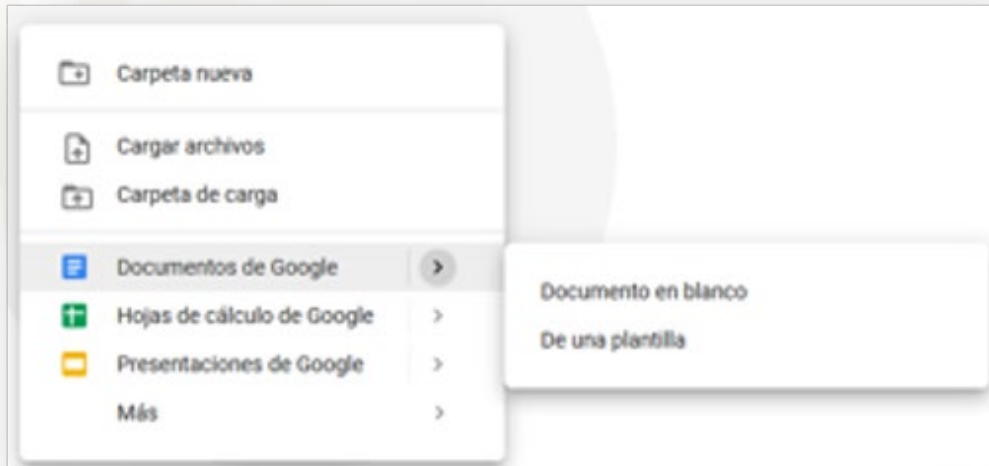 Carpeta nueva
Cargar archivos
Carpeta de carga
Documentos de Google
Hojas de cálculo de Google
Presentaciones de Google
Más
Documento en blanco
De una plantilla